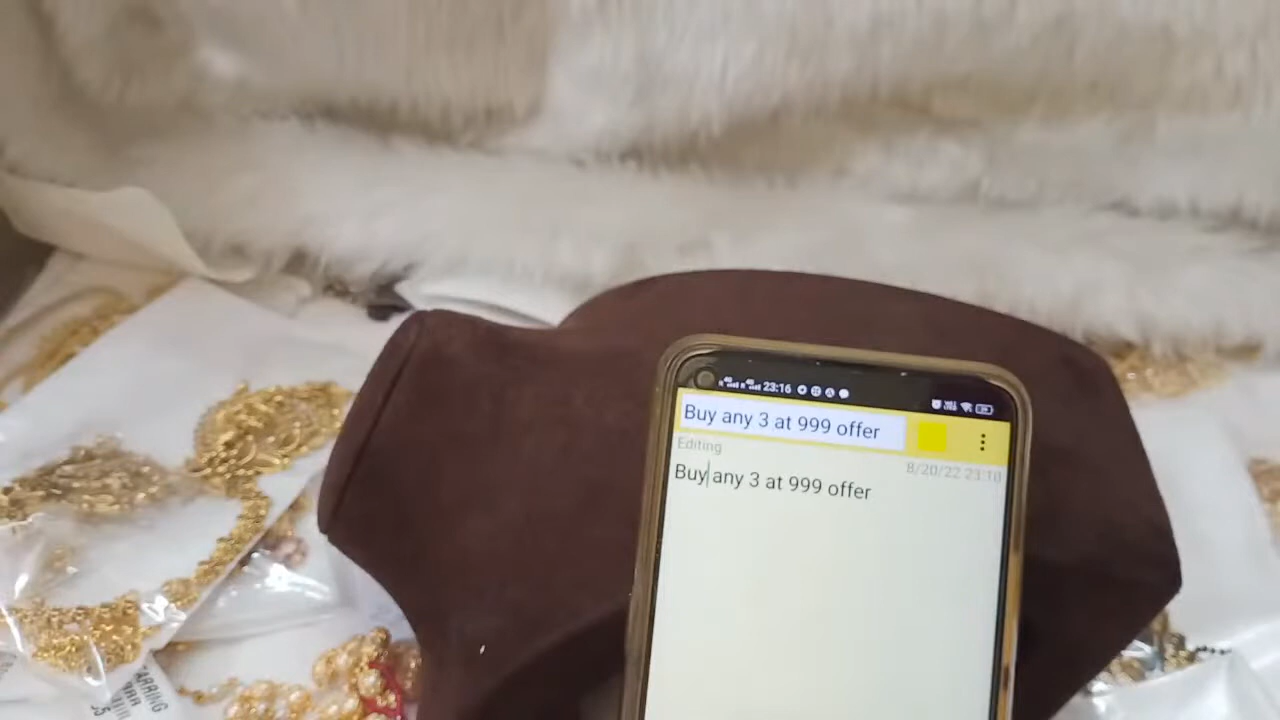 23:16
Buy any 3 at 999 offer
Editing
8/20/22 23:10
Buy any 3 at 999 offer